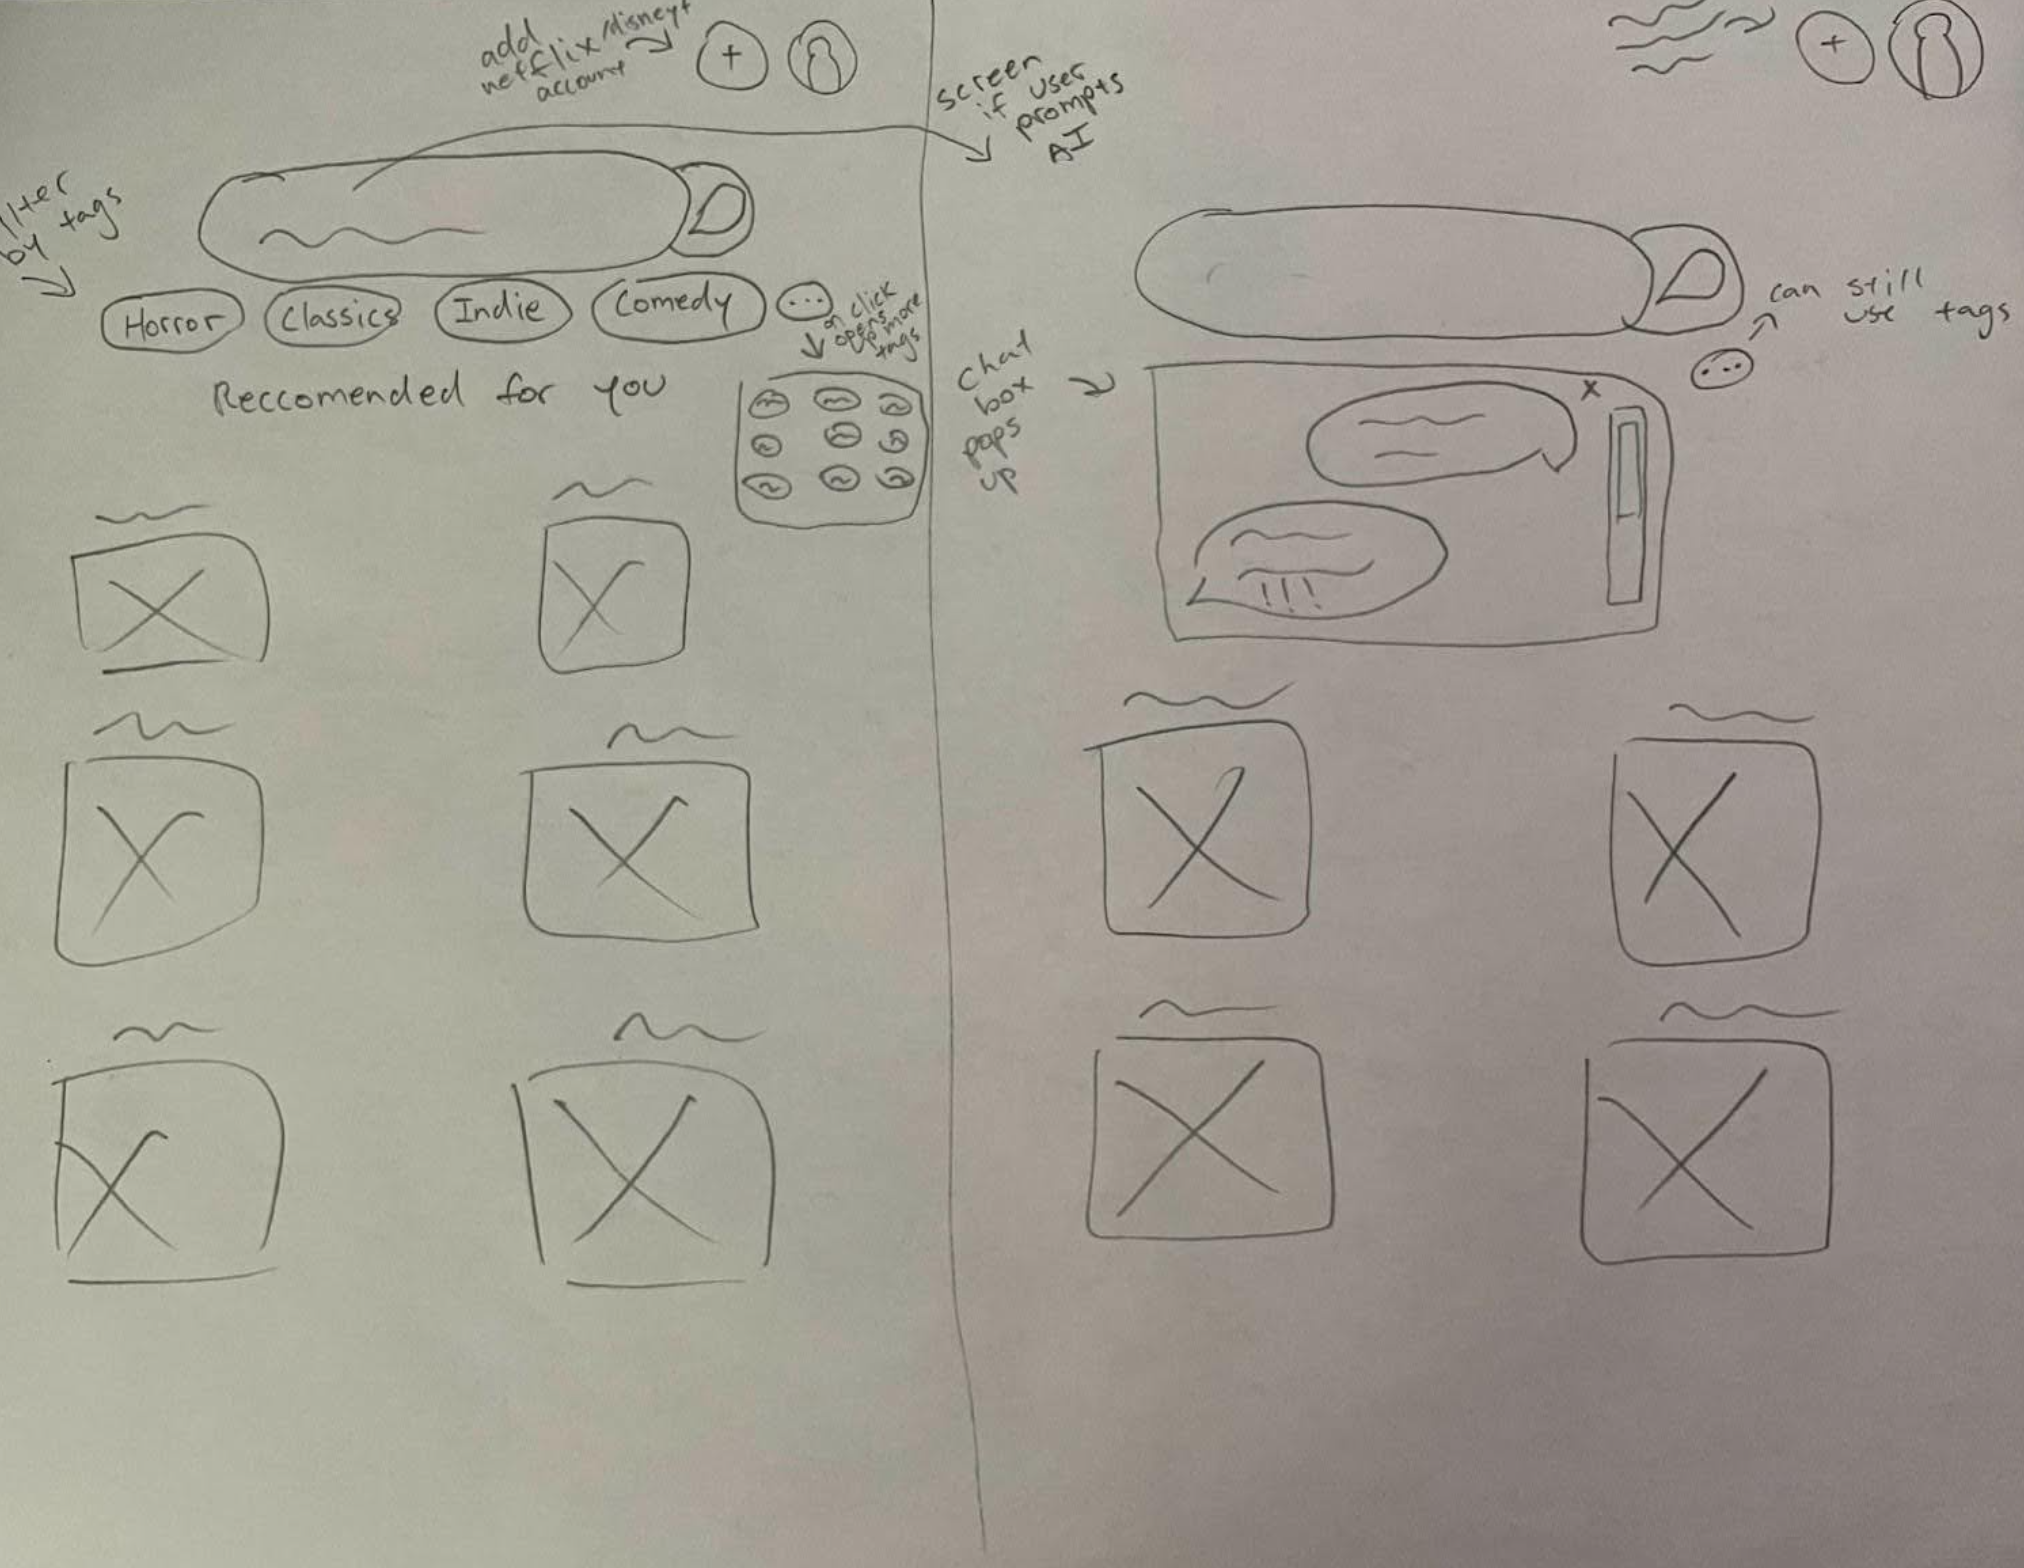 add
netflix/disney+
account
+
filter
by tags
Horror
Classics
Indie
Comedy
...
on click
opens
up more
tags
Reccomended for you
screen
if user
prompts
AI
+
can still
use tags
...
Chat
box
pops
up
x
!!!